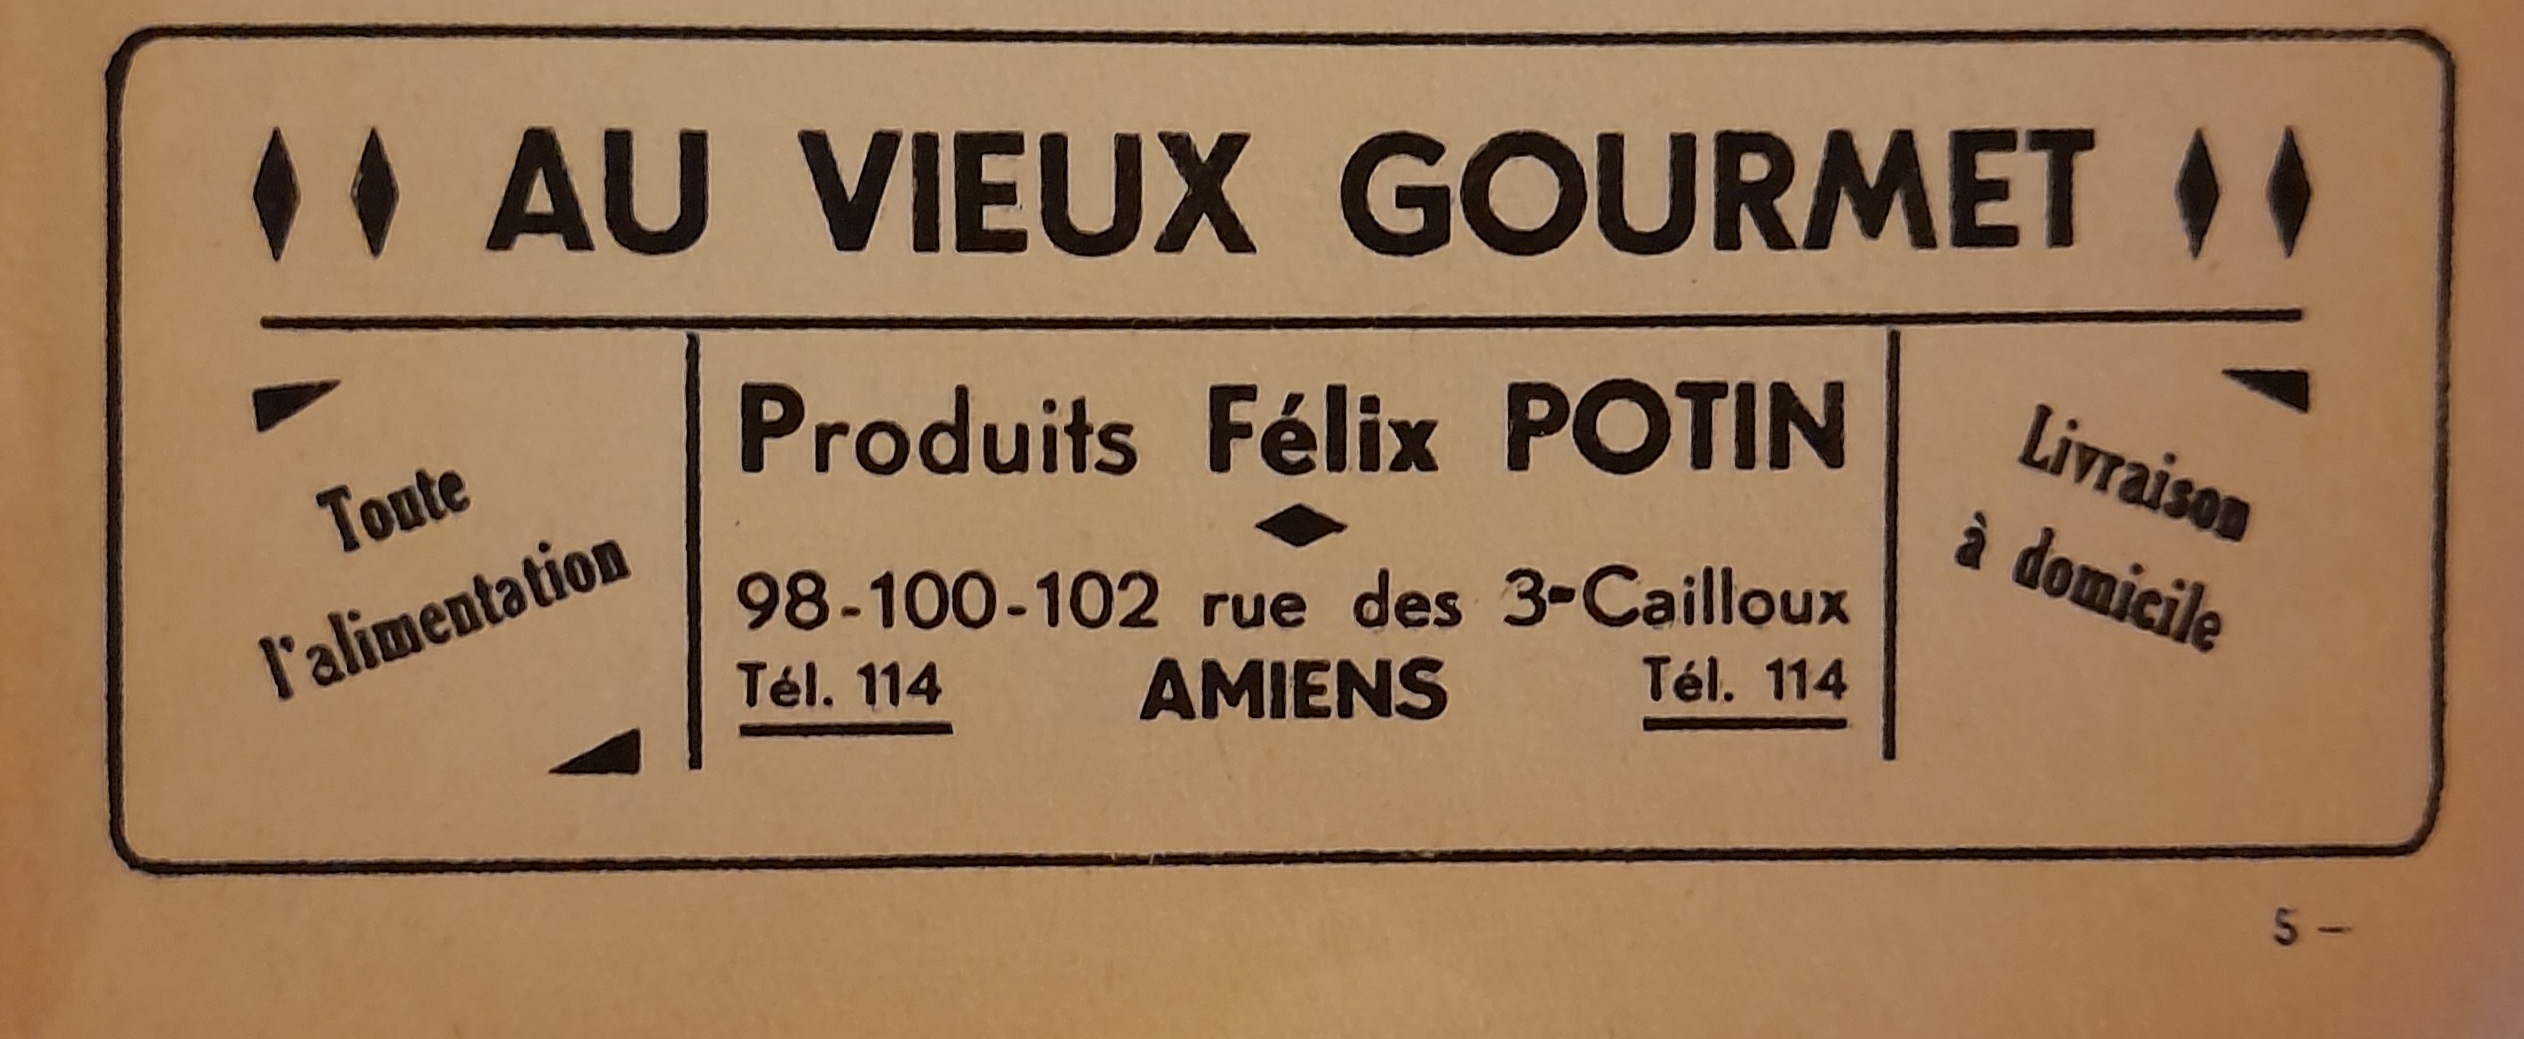 AU VIEUX GOURMET
Toute
l'alimentation
Produits Félix POTIN
98-100-102 rue des 3-Cailloux
Tél. 114 AMIENS Tél. 114
Livraison
à domicile
5 —